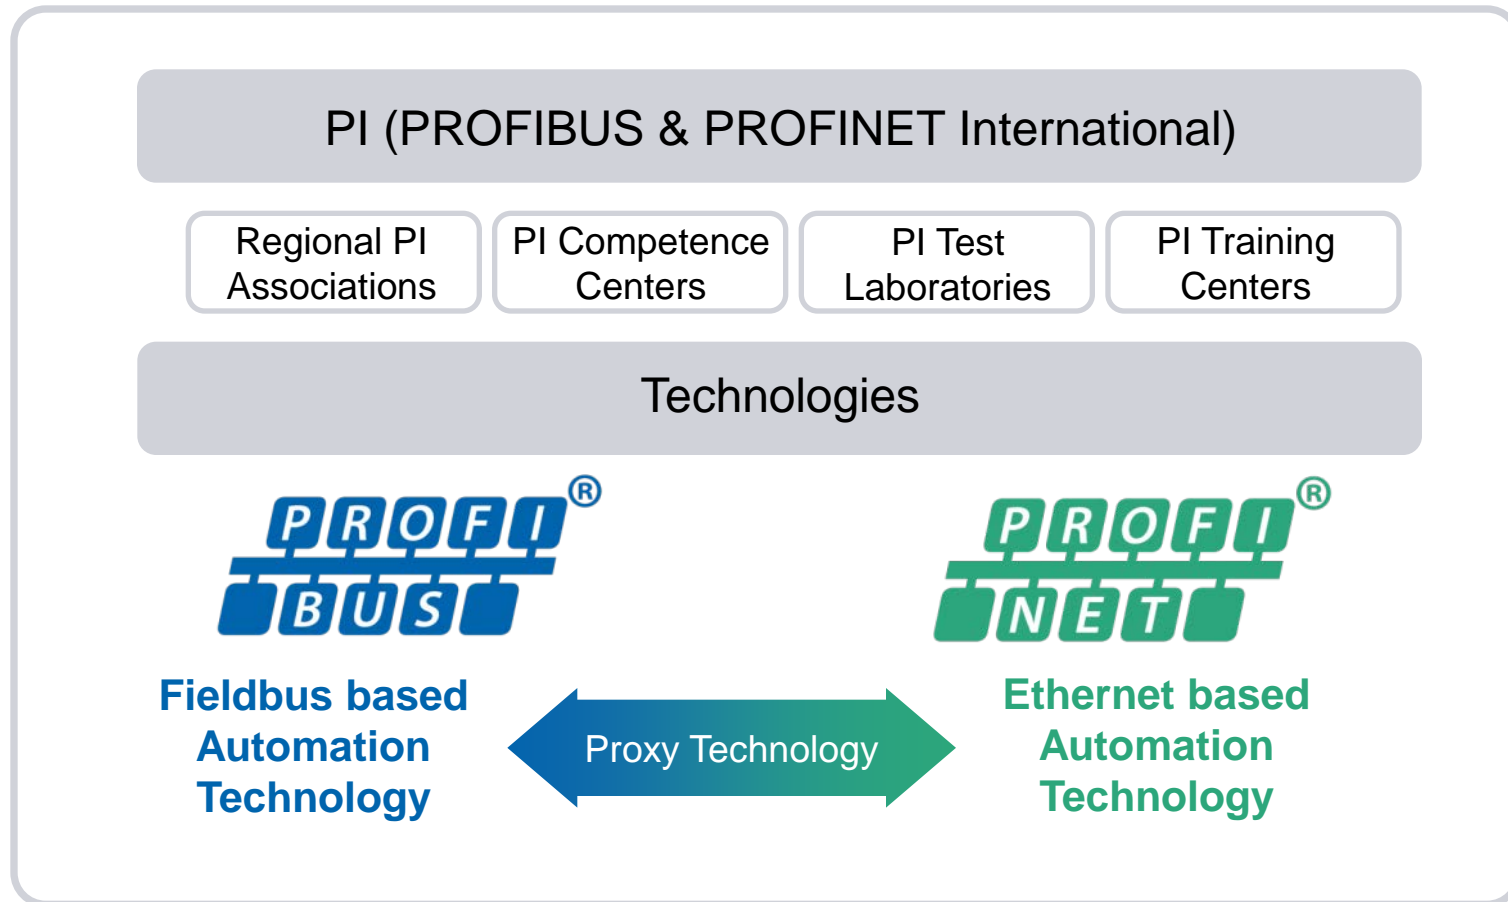 PI (PROFIBUS & PROFINET International)
Regional PI
Associations
PI Competence
Centers
PI Test
Laboratories
PI Training
Centers
Technologies
PROFI®
BUS
PROFI®
NET
Fieldbus based
Automation
Technology
Proxy Technology
Ethernet based
Automation
Technology